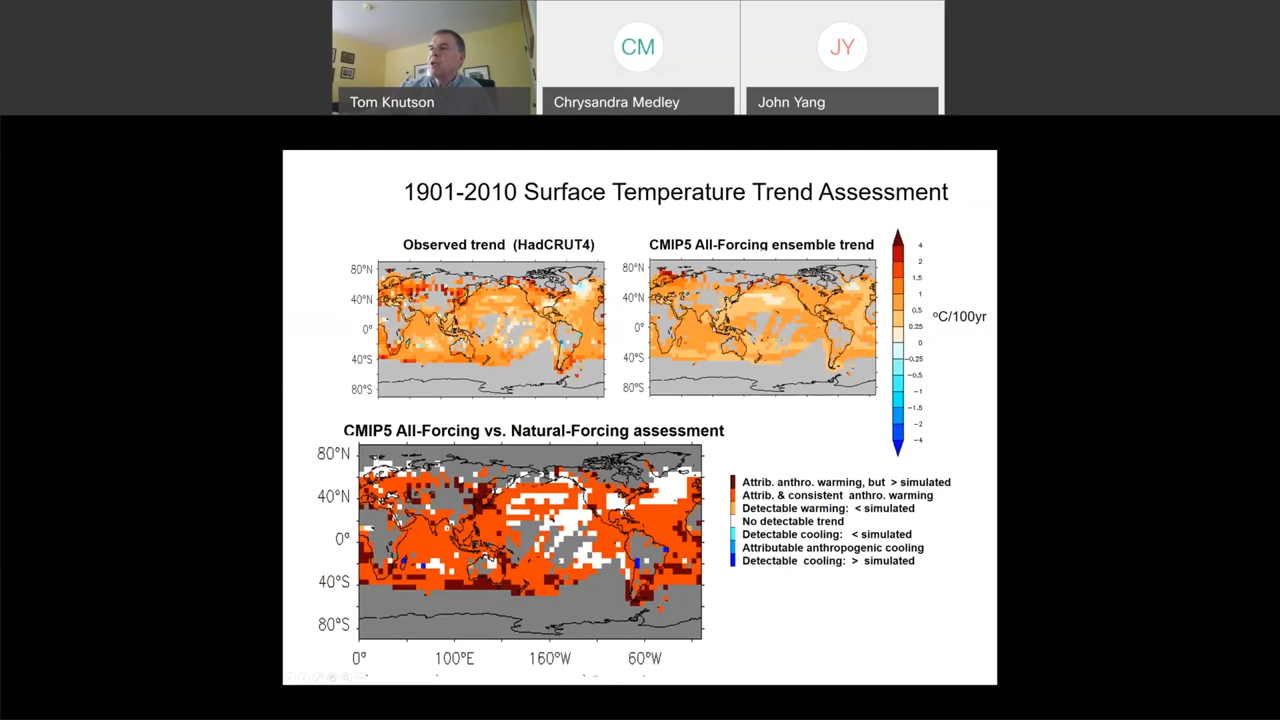 CM
JY
Tom Knutson
Chrysandra Medley
John Yang
1901-2010 Surface Temperature Trend Assessment
Observed trend (HadCRUT4)
CMIP5 All-Forcing ensemble trend
80°N
40°N
0°
40°S
80°S
80°N
40°N
0°
40°S
80°S
4
2
1.5
1
0.5
0.25
0
-0.25
-0.5
-1
-1.5
-2
-4
ºC/100yr
CMIP5 All-Forcing vs. Natural-Forcing assessment
80°N
40°N
0°
40°S
80°S
0°
100°E
160°W
60°W
Attrib. anthro. warming, but > simulated
Attrib. & consistent anthro. warming
Detectable warming: < simulated
No detectable trend
Detectable cooling: < simulated
Attributable anthropogenic cooling
Detectable cooling: > simulated